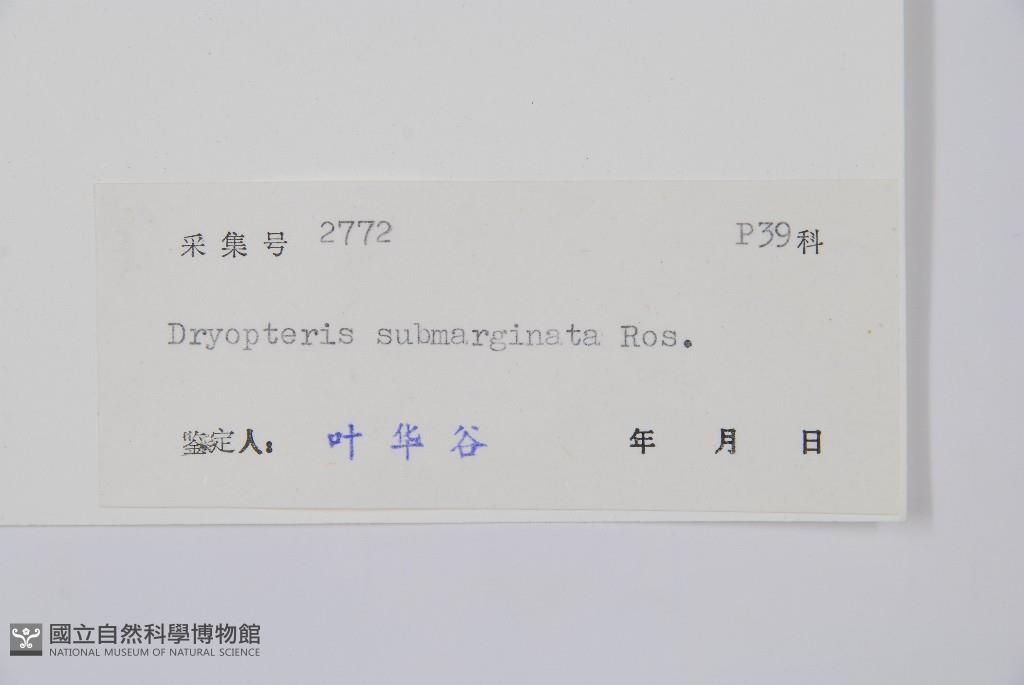 采集号 2772 P39科
Dryopteris submarginata Ros.
鉴定人: 叶华谷 年 月 日
國立自然科學博物館
NATIONAL MUSEUM OF NATURAL SCIENCE